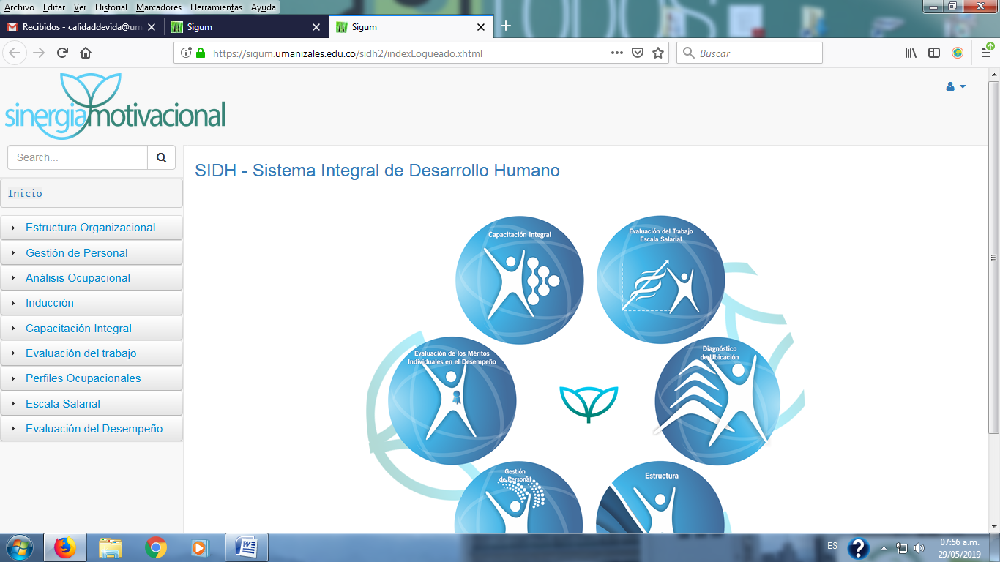 Archivo Editar Ver Historial Marcadores Herramientas Ayuda
Recibidos - calidaddevida@um
Sigum
Sigum
https://sigum.umanizales.edu.co/sidh2/indexLogueado.xhtml
Buscar
sinergiamotivacional
Search...
SIDH - Sistema Integral de Desarrollo Humano
Inicio
Estructura Organizacional
Gestión de Personal
Análisis Ocupacional
Inducción
Capacitación Integral
Evaluación del trabajo
Perfiles Ocupacionales
Escala Salarial
Evaluación del Desempeño
Capacitación Integral
Evaluación del Trabajo
Escala Salarial
Evaluación de los Méritos
Individuales en el Desempeño
Diagnóstico
de Ubicación
Gestión
de Personal
Estructura
ES
07:56 a.m.
29/05/2019